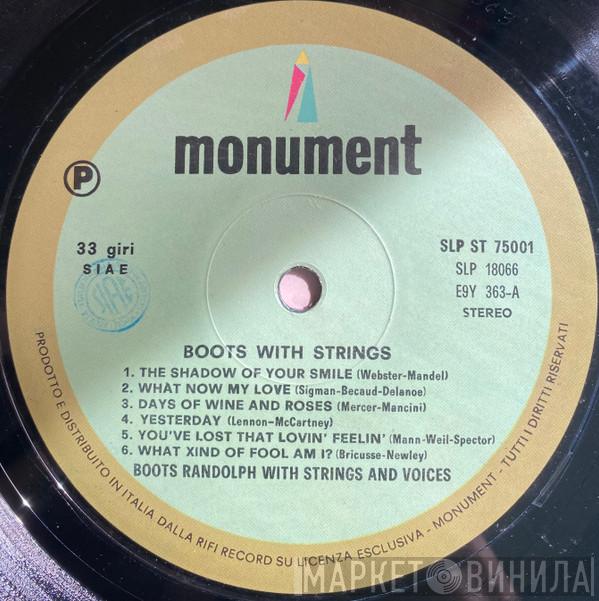 monument
P
33 giri
SIAE
SIAE
SLP ST 75001
SLP 18066
E9Y 363-A
STEREO
BOOTS WITH STRINGS
1. THE SHADOW OF YOUR SMILE (Webster-Mandel)
2. WHAT NOW MY LOVE (Sigman-Becaud-Delanoe)
3. DAYS OF WINE AND ROSES (Mercer-Mancini)
4. YESTERDAY (Lennon-McCartney)
5. YOU'VE LOST THAT LOVIN' FEELIN' (Mann-Weil-Spector)
6. WHAT XIND OF FOOL AM I? (Bricusse-Newley)
BOOTS RANDOLPH WITH STRINGS AND VOICES
PRODOTTO E DISTRIBUITO IN ITALIA DALLA RIFI RECORD SU LICENZA ESCLUSIVA - MONUMENT - TUTTI I DIRITTI RISERVATI
МАРКЕТ ВИНИЛА